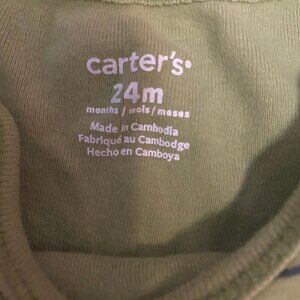 carter's®
24m
months / mois / meses
Made in Cambodia
Fabriqué au Cambodge
Hecho en Camboya